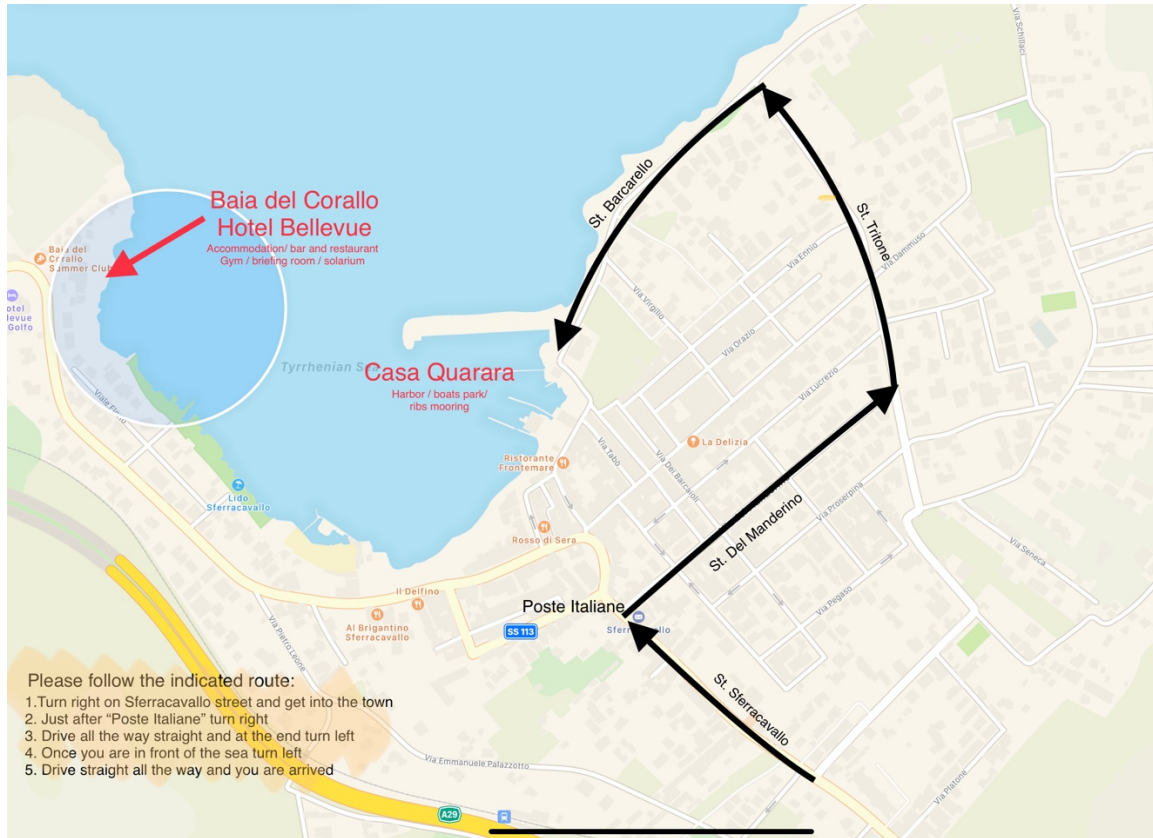 Via Schillaci
St. Barcarello
Baia del Corallo
Hotel Bellevue
Accommodation/ bar and restaurant
Gym / briefing room / solarium
Baia del
Corallo
Summer Club
St. Tritone
Via Ennio
Via Dammuso
Via Virgilio
Via Orazio
Tyrrhenian
Casa Quarara
Harbor / boats park/
ribs mooring
Via Lucrezio
La Delizia
Via Tabò
Via Dei Barcaioli
Ristorante
Frontemare
Lido
Sferracavallo
St. Del Manderino
Via Proserpina
Rosso di Sera
Via Seneca
Il Delfino
Via Pegaso
Al Brigantino
Sferracavallo
Poste Italiane
SS 113
Via Pietro Leone
St. Sferracavallo
Please follow the indicated route:
1.Turn right on Sferracavallo street and get into the town
2. Just after “Poste Italiane” turn right
3. Drive all the way straight and at the end turn left
4. Once you are in front of the sea turn left
5. Drive straight all the way and you are arrived
Via Emmanuele Palazzotto
Via Platone
A29